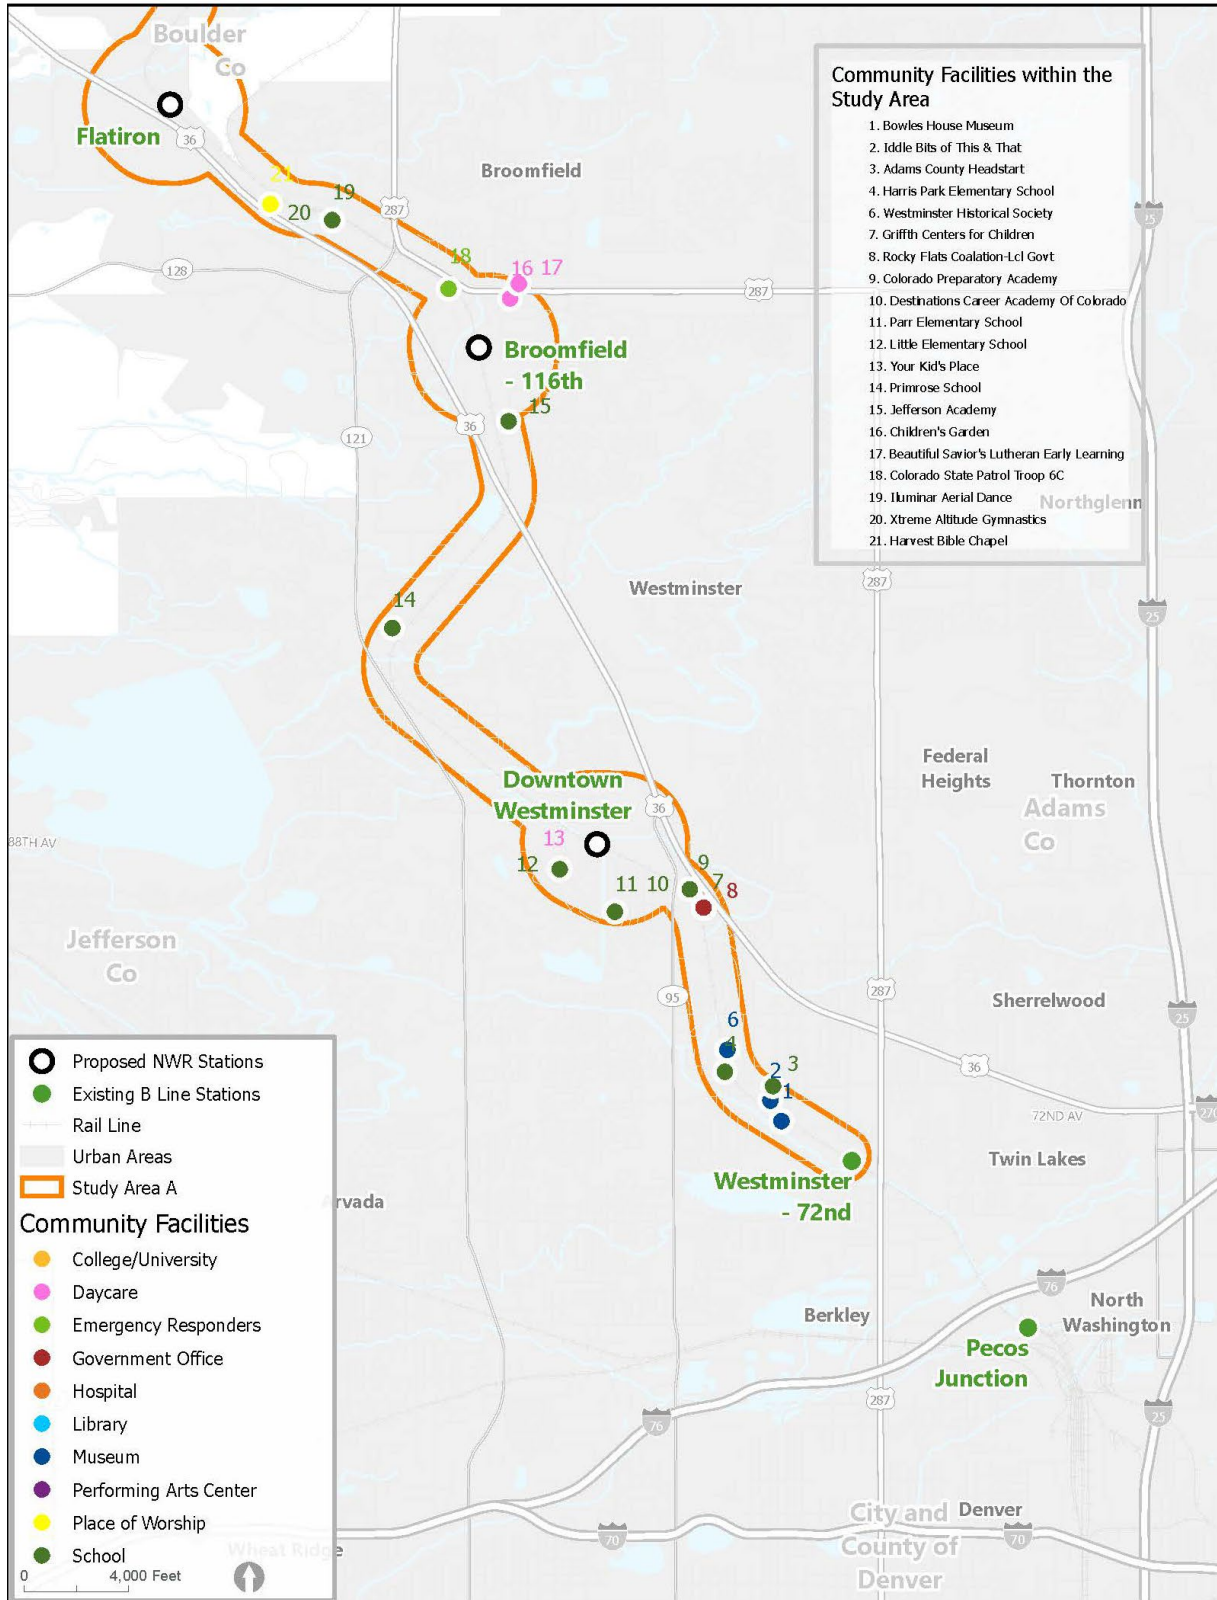 Boulder
Co
Flatiron
36
21
20
19
287
Broomfield
128
18
16 17
287
Broomfield
- 116th
15
36
121
14
Westminster
287
25
25
Northglenn
Community Facilities within the
Study Area
1. Bowles House Museum
2. Iddle Bits of This & That
3. Adams County Headstart
4. Harris Park Elementary School
6. Westminster Historical Society
7. Griffth Centers for Children
8. Rocky Flats Coalation-Lcl Govt
9. Colorado Preparatory Academy
10. Destinations Career Academy Of Colorado
11. Parr Elementary School
12. Little Elementary School
13. Your Kid's Place
14. Primrose School
15. Jefferson Academy
16. Children's Garden
17. Beautiful Savior's Lutheran Early Learning
18. Colorado State Patrol Troop 6C
19. Iluminar Aerial Dance
20. Xtreme Altitude Gymnastics
21. Harvest Bible Chapel
Federal
Heights
Thornton
Adams
Co
Downtown
Westminster
36
88TH AV
13
12
11 10
9
7
8
Jefferson
Co
95
287
Sherrelwood
25
6
4
2
3
1
36
72ND AV
270
Westminster
- 72nd
Twin Lakes
Arvada
Berkley
76
North
Washington
Pecos
Junction
287
76
25
City and
County of
Denver
Denver
70
70
Wheat Ridge
Proposed NWR Stations
Existing B Line Stations
Rail Line
Urban Areas
Study Area A
Community Facilities
College/University
Daycare
Emergency Responders
Government Office
Hospital
Library
Museum
Performing Arts Center
Place of Worship
School
0 4,000 Feet